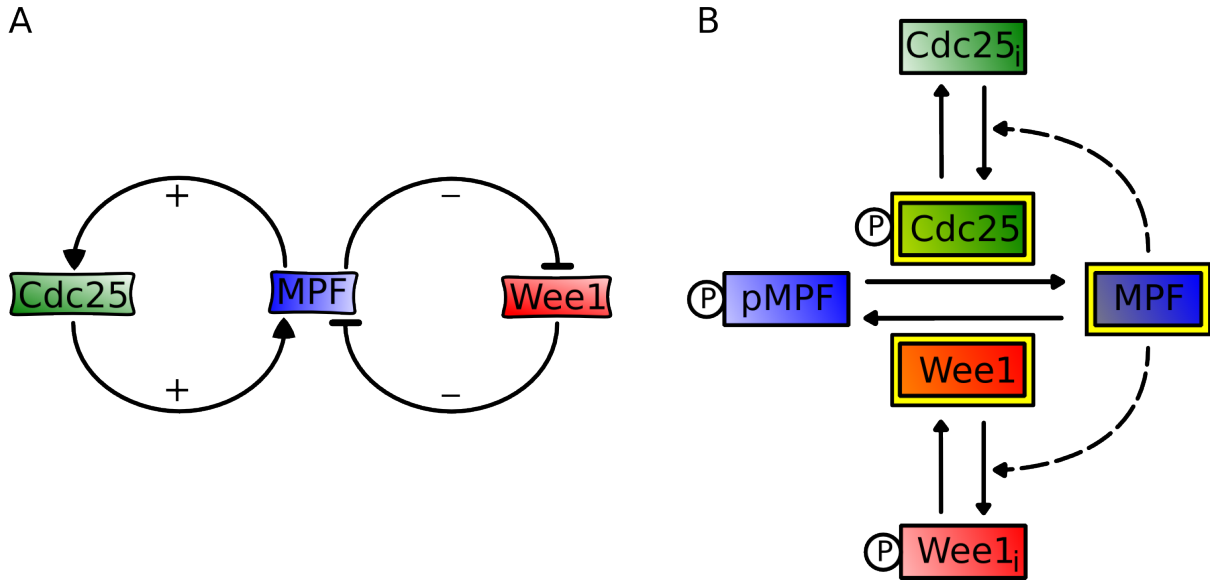 A
+
−
Cdc25
MPF
Wee1
+
−
B
Cdc25i
P
Cdc25
P
pMPF
MPF
Wee1
P
Wee1i